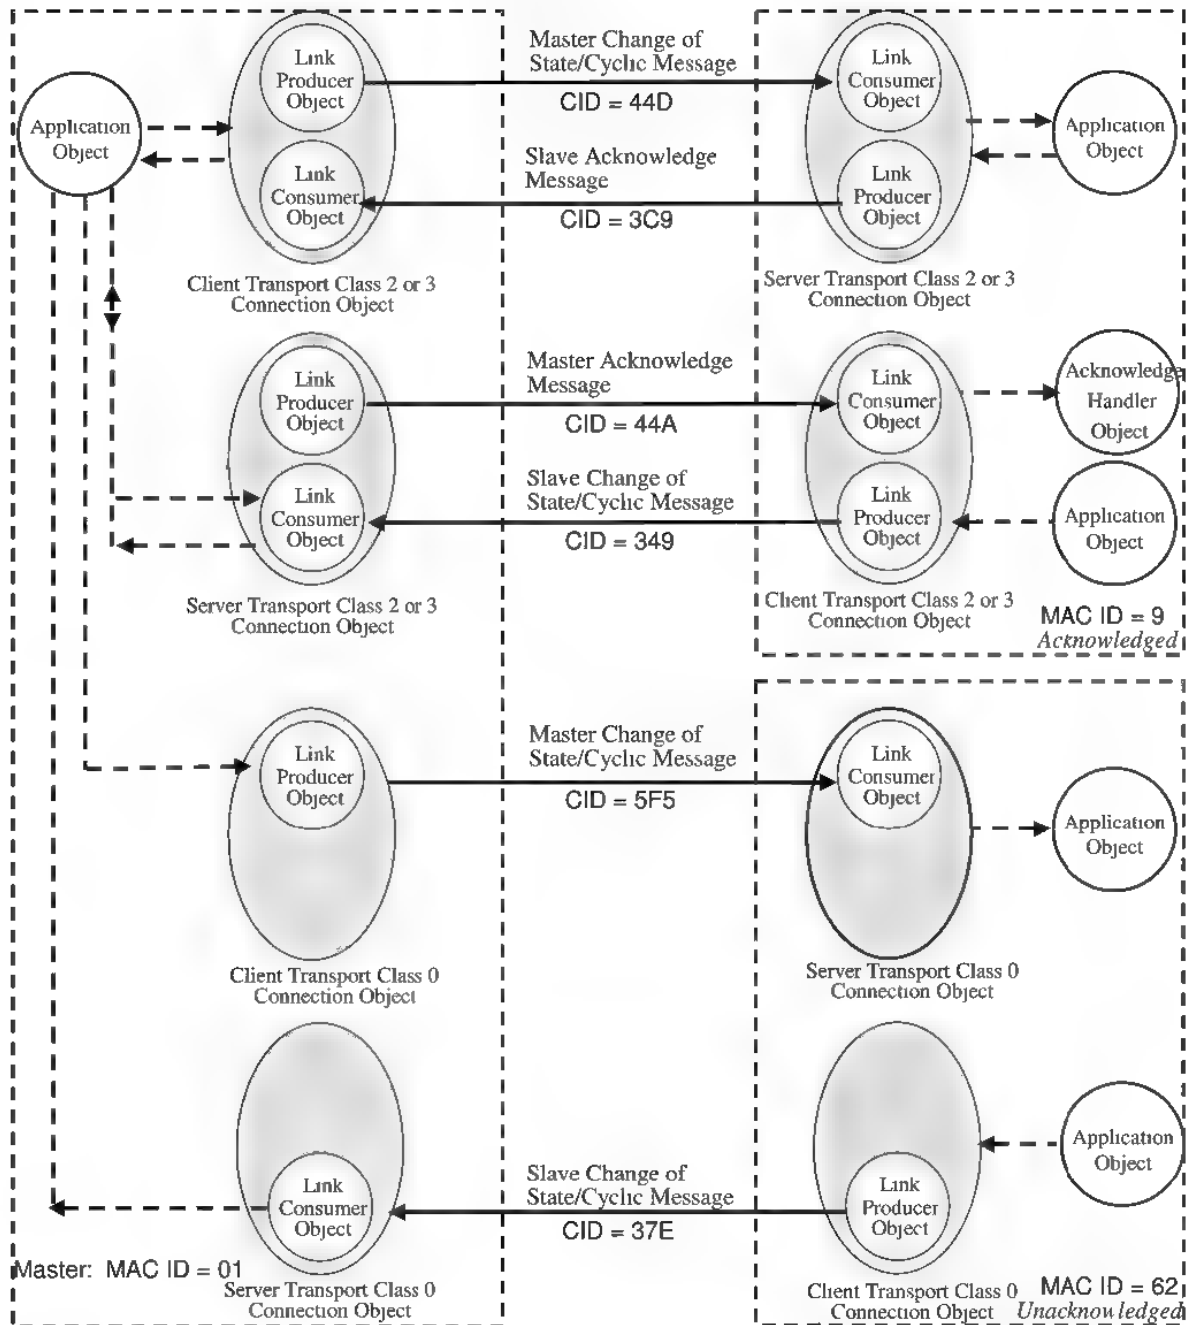 Application
Object
Link
Producer
Object
Link
Consumer
Object
Client Transport Class 2 or 3
Connection Object
Master Change of
State/Cyclic Message
CID = 44D
Slave Acknowledge
Message
CID = 3C9
Link
Consumer
Object
Link
Producer
Object
Server Transport Class 2 or 3
Connection Object
Application
Object
Link
Producer
Object
Link
Consumer
Object
Server Transport Class 2 or 3
Connection Object
Master Acknowledge
Message
CID = 44A
Slave Change of
State/Cyclic Message
CID = 349
Link
Consumer
Object
Link
Producer
Object
Client Transport Class 2 or 3
Connection Object
Acknowledge
Handler
Object
Application
Object
MAC ID = 9
Acknowledged
Link
Producer
Object
Client Transport Class 0
Connection Object
Master Change of
State/Cyclic Message
CID = 5F5
Link
Consumer
Object
Server Transport Class 0
Connection Object
Application
Object
Link
Consumer
Object
Master: MAC ID = 01
Server Transport Class 0
Connection Object
Slave Change of
State/Cyclic Message
CID = 37E
Link
Producer
Object
Client Transport Class 0
Connection Object
Application
Object
MAC ID = 62
Unacknowledged